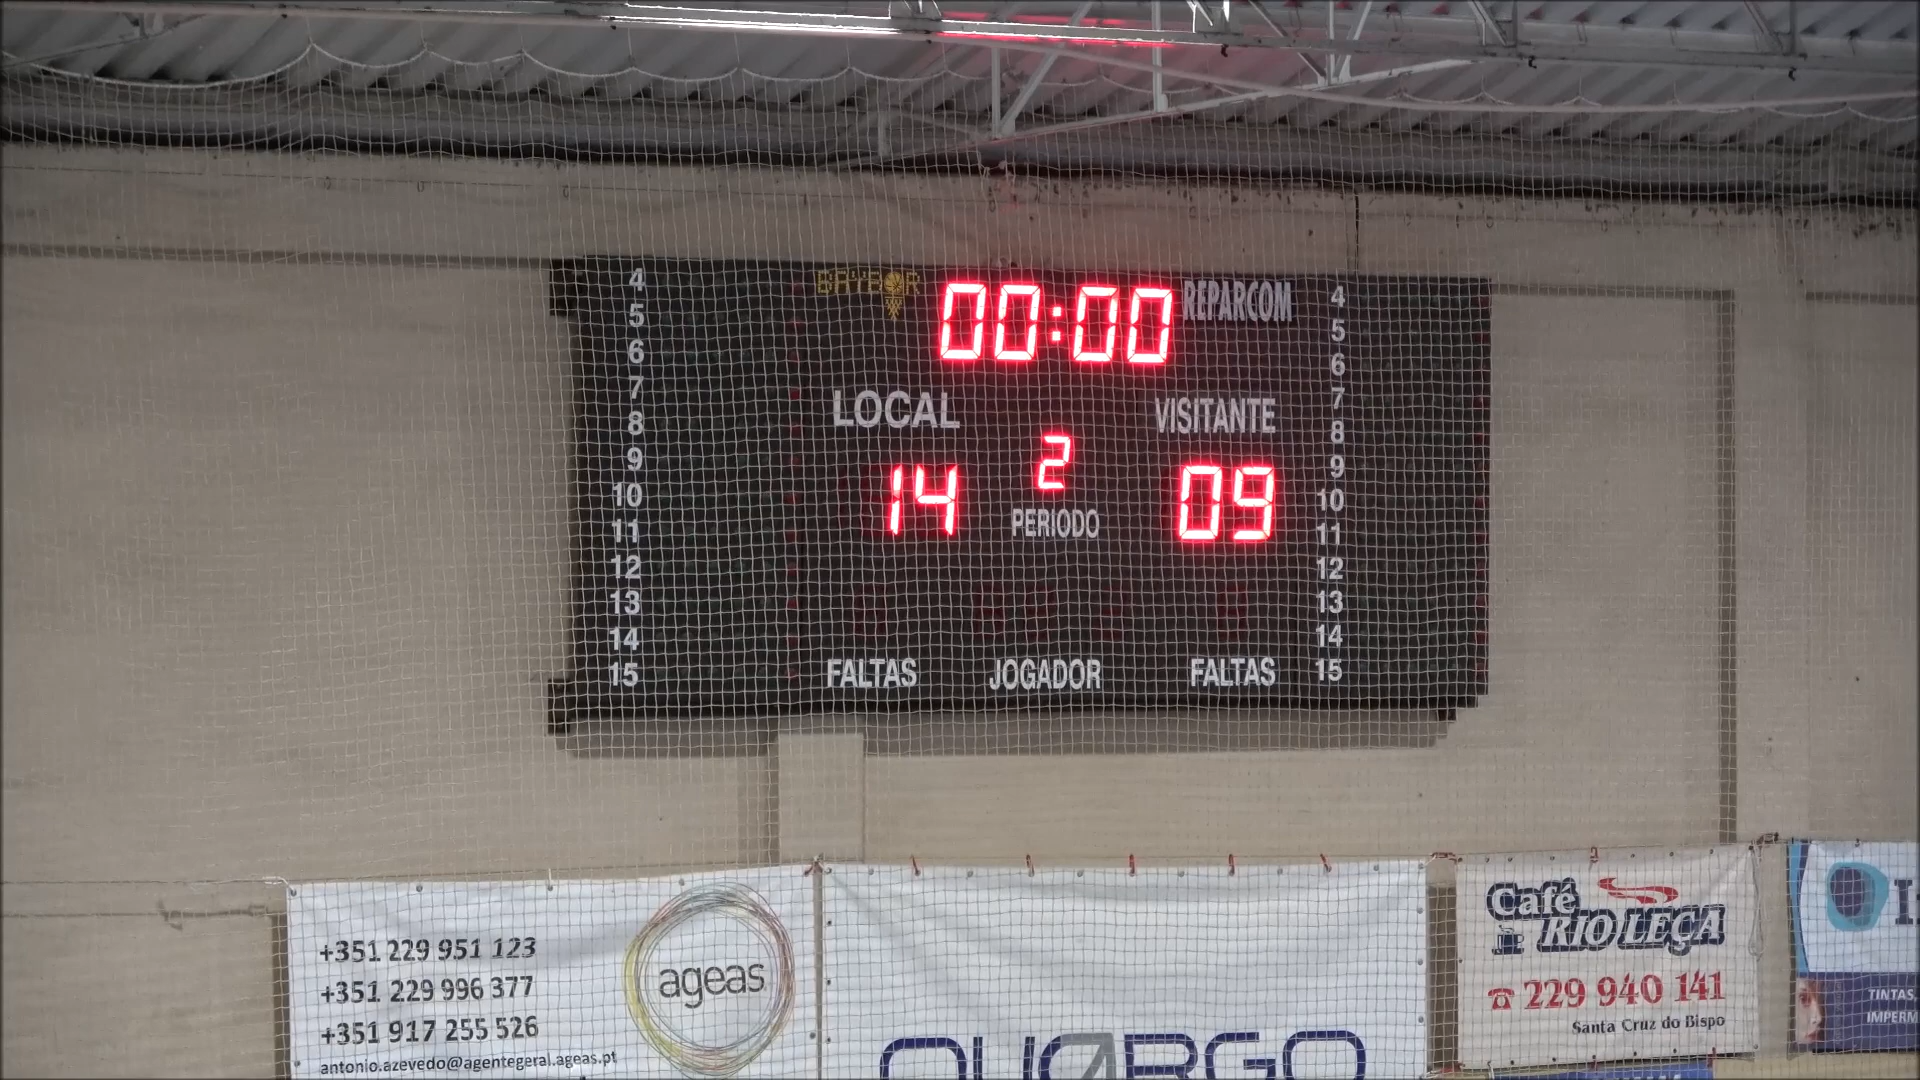 BAYBOR
00:00
REPARCOM
LOCAL
VISITANTE
14
2
09
PERIODO
FALTAS
JOGADOR
FALTAS
4
5
6
7
8
9
10
11
12
13
14
15
4
5
6
7
8
9
10
11
12
13
14
15
+351 229 951 123
+351 229 996 377
+351 917 255 526
antonio.azevedo@agentegeral.ageas.pt
ageas
Café
RIO LEÇA
229 940 141
Santa Cruz do Bispo
TINTAS,